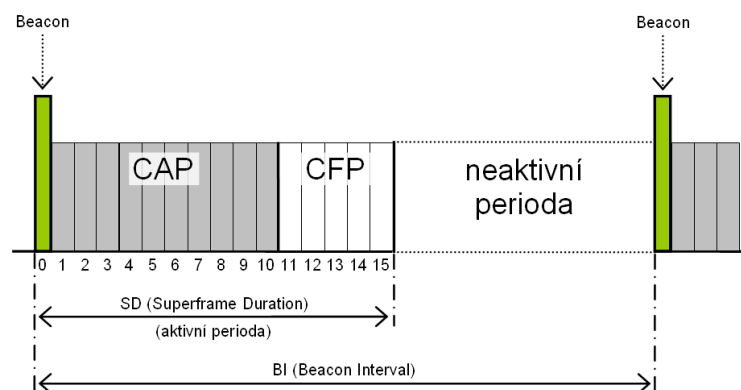 Beacon
Beacon
CAP
CFP
neaktivní
perioda
0 1 2 3 4 5 6 7 8 9 10 11 12 13 14 15
SD (Superframe Duration)
(aktivní perioda)
BI (Beacon Interval)